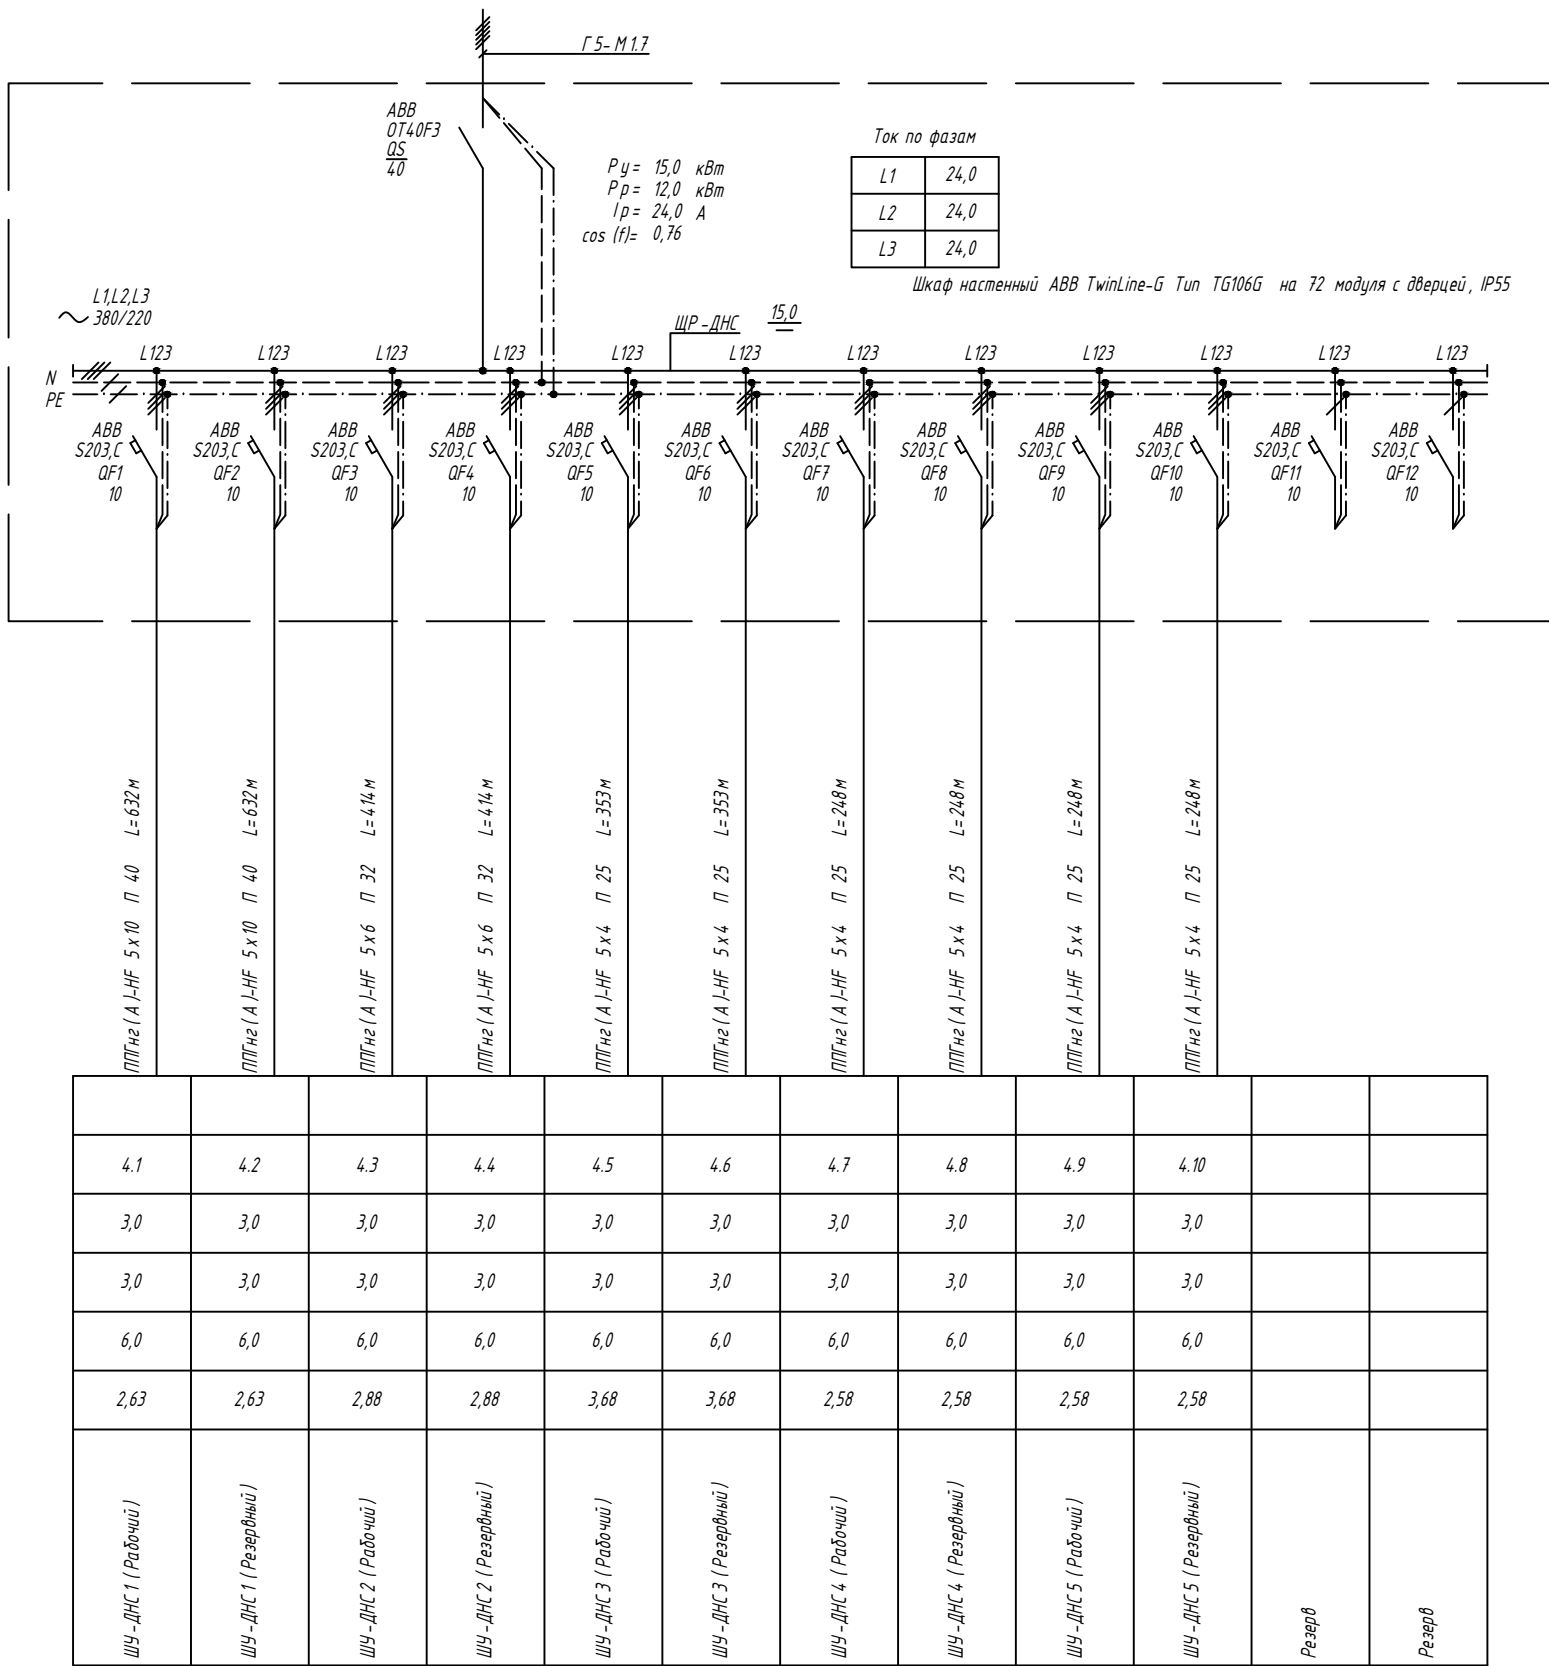 Г5-М1.7
ABB
OT40F3
QS
40
Pу= 15,0 кВт
Pр= 12,0 кВт
Iр= 24,0 А
cos (f)= 0,76
Ток по фазам
L1 24,0
L2 24,0
L3 24,0
Шкаф настенный ABB TwinLine-G Тип TG106G на 72 модуля с дверцей, IP55
L1,L2,L3
380/220
ЩР-ДНС 15,0
L123 L123 L123 L123 L123 L123 L123 L123 L123 L123 L123 L123
N
PE
ABB ABB ABB ABB ABB ABB ABB ABB ABB ABB ABB ABB
S203,C S203,C S203,C S203,C S203,C S203,C S203,C S203,C S203,C S203,C S203,C S203,C
QF1 QF2 QF3 QF4 QF5 QF6 QF7 QF8 QF9 QF10 QF11 QF12
10 10 10 10 10 10 10 10 10 10 10 10
ППГнг(А)-HF 5x10 П 40 L=632м
ППГнг(А)-HF 5x10 П 40 L=632м
ППГнг(А)-HF 5x6 П 32 L=414м
ППГнг(А)-HF 5x6 П 32 L=414м
ППГнг(А)-HF 5x4 П 25 L=353м
ППГнг(А)-HF 5x4 П 25 L=353м
ППГнг(А)-HF 5x4 П 25 L=248м
ППГнг(А)-HF 5x4 П 25 L=248м
ППГнг(А)-HF 5x4 П 25 L=248м
ППГнг(А)-HF 5x4 П 25 L=248м
4.1 4.2 4.3 4.4 4.5 4.6 4.7 4.8 4.9 4.10
3,0 3,0 3,0 3,0 3,0 3,0 3,0 3,0 3,0 3,0
3,0 3,0 3,0 3,0 3,0 3,0 3,0 3,0 3,0 3,0
6,0 6,0 6,0 6,0 6,0 6,0 6,0 6,0 6,0 6,0
2,63 2,63 2,88 2,88 3,68 3,68 2,58 2,58 2,58 2,58
ШУ-ДНС 1 (Рабочий)
ШУ-ДНС 1 (Резервный)
ШУ-ДНС 2 (Рабочий)
ШУ-ДНС 2 (Резервный)
ШУ-ДНС 3 (Рабочий)
ШУ-ДНС 3 (Резервный)
ШУ-ДНС 4 (Рабочий)
ШУ-ДНС 4 (Резервный)
ШУ-ДНС 5 (Рабочий)
ШУ-ДНС 5 (Резервный)
Резерв
Резерв